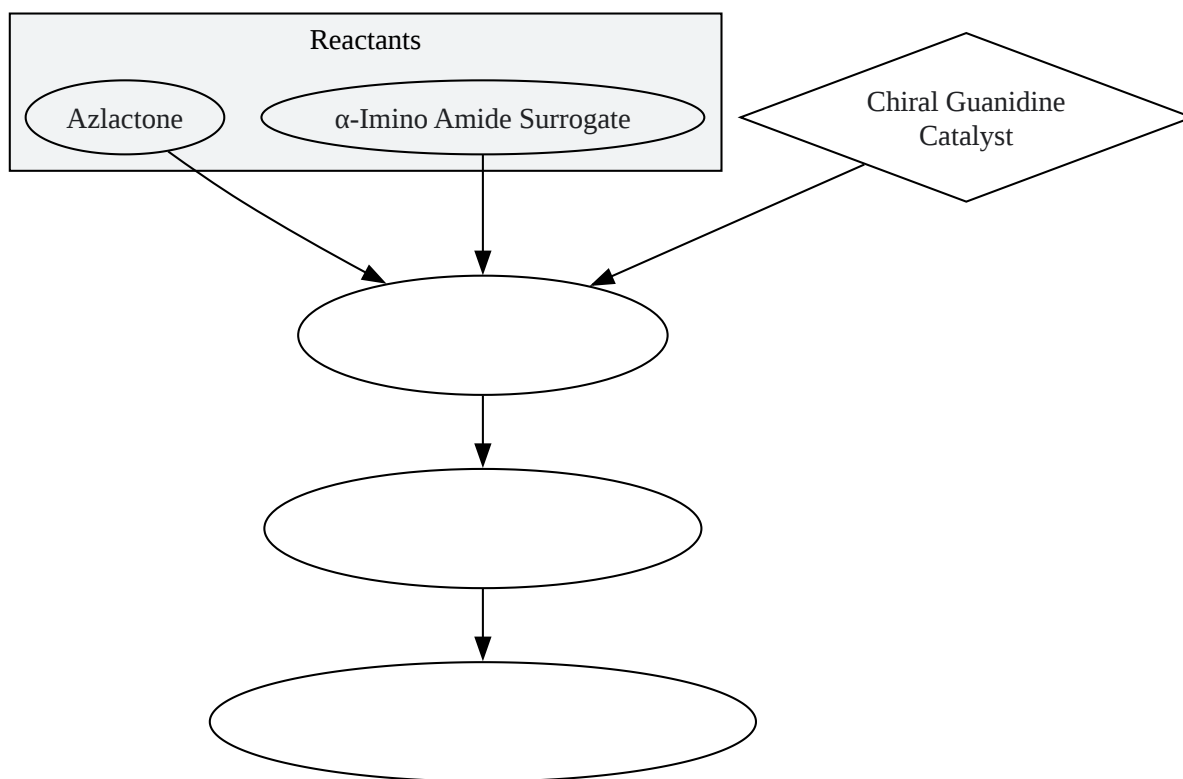 Reactants
Azlactone
α-Imino Amide Surrogate
Chiral Guanidine
Catalyst